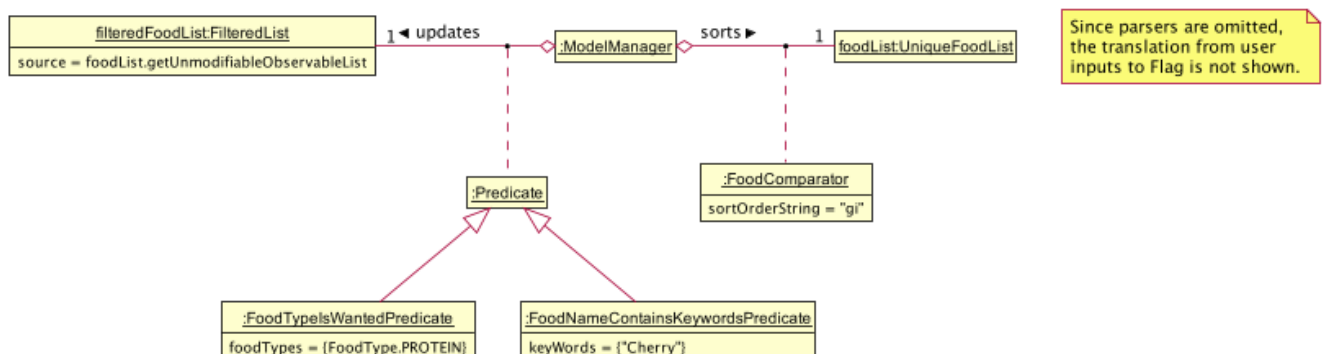 filteredFoodList:FilteredList
source = foodList.getUnmodifiableObservableList
1 ◀ updates
:ModelManager
sorts ▶ 1
foodList:UniqueFoodList
Since parsers are omitted,
the translation from user
inputs to Flag is not shown.
:Predicate
:FoodComparator
sortOrderString = "gi"
:FoodTypeIsWantedPredicate
foodTypes = {FoodType.PROTEIN}
:FoodNameContainsKeywordsPredicate
keyWords = {"Cherry"}